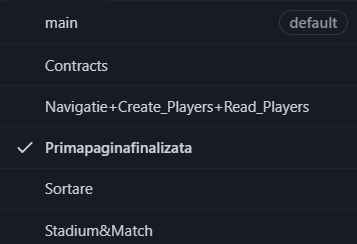 main default
Contracts
Navigatie+Create_Players+Read_Players
Primapaginafinalizata
Sortare
Stadium&Match